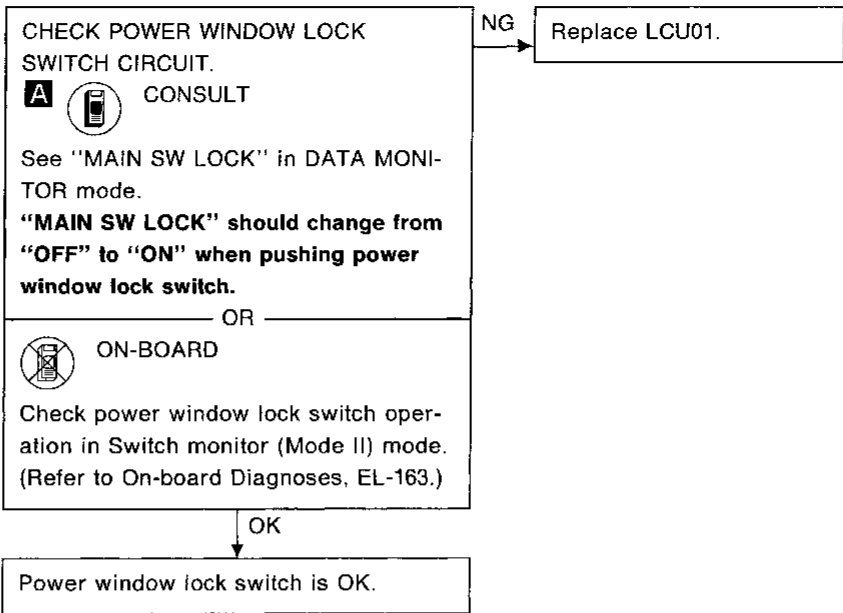 CHECK POWER WINDOW LOCK
SWITCH CIRCUIT.
A CONSULT
See "MAIN SW LOCK" in DATA MONI-
TOR mode.
"MAIN SW LOCK" should change from
"OFF" to "ON" when pushing power
window lock switch.
OR
ON-BOARD
Check power window lock switch oper-
ation in Switch monitor (Mode II) mode.
(Refer to On-board Diagnoses, EL-163.)
NG
Replace LCU01.
OK
Power window lock switch is OK.